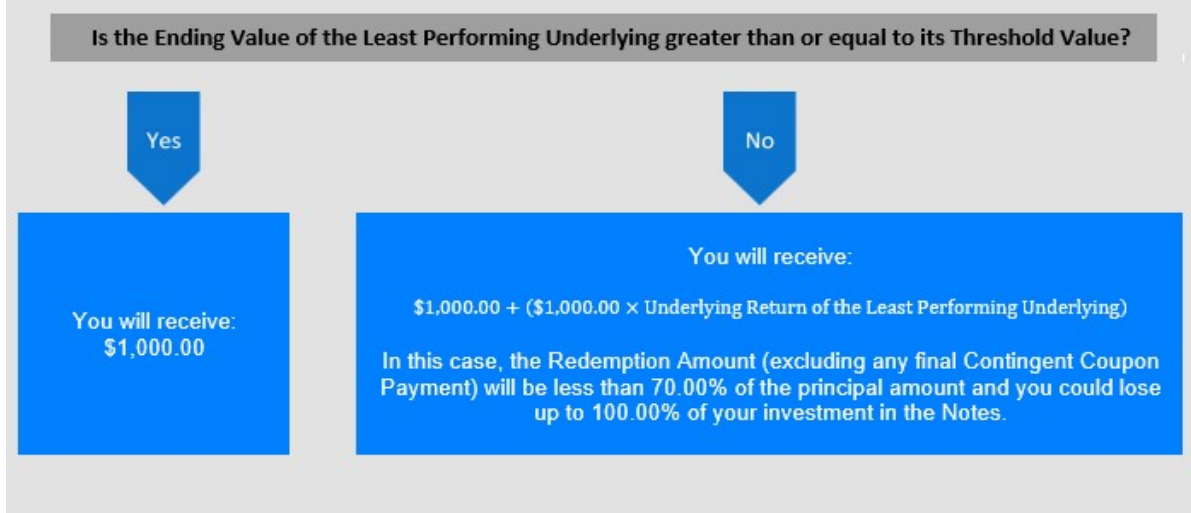 Is the Ending Value of the Least Performing Underlying greater than or equal to its Threshold Value?
Yes
No
You will receive:
$1,000.00
You will receive:
$1,000.00 + ($1,000.00 × Underlying Return of the Least Performing Underlying)
In this case, the Redemption Amount (excluding any final Contingent Coupon
Payment) will be less than 70.00% of the principal amount and you could lose
up to 100.00% of your investment in the Notes.